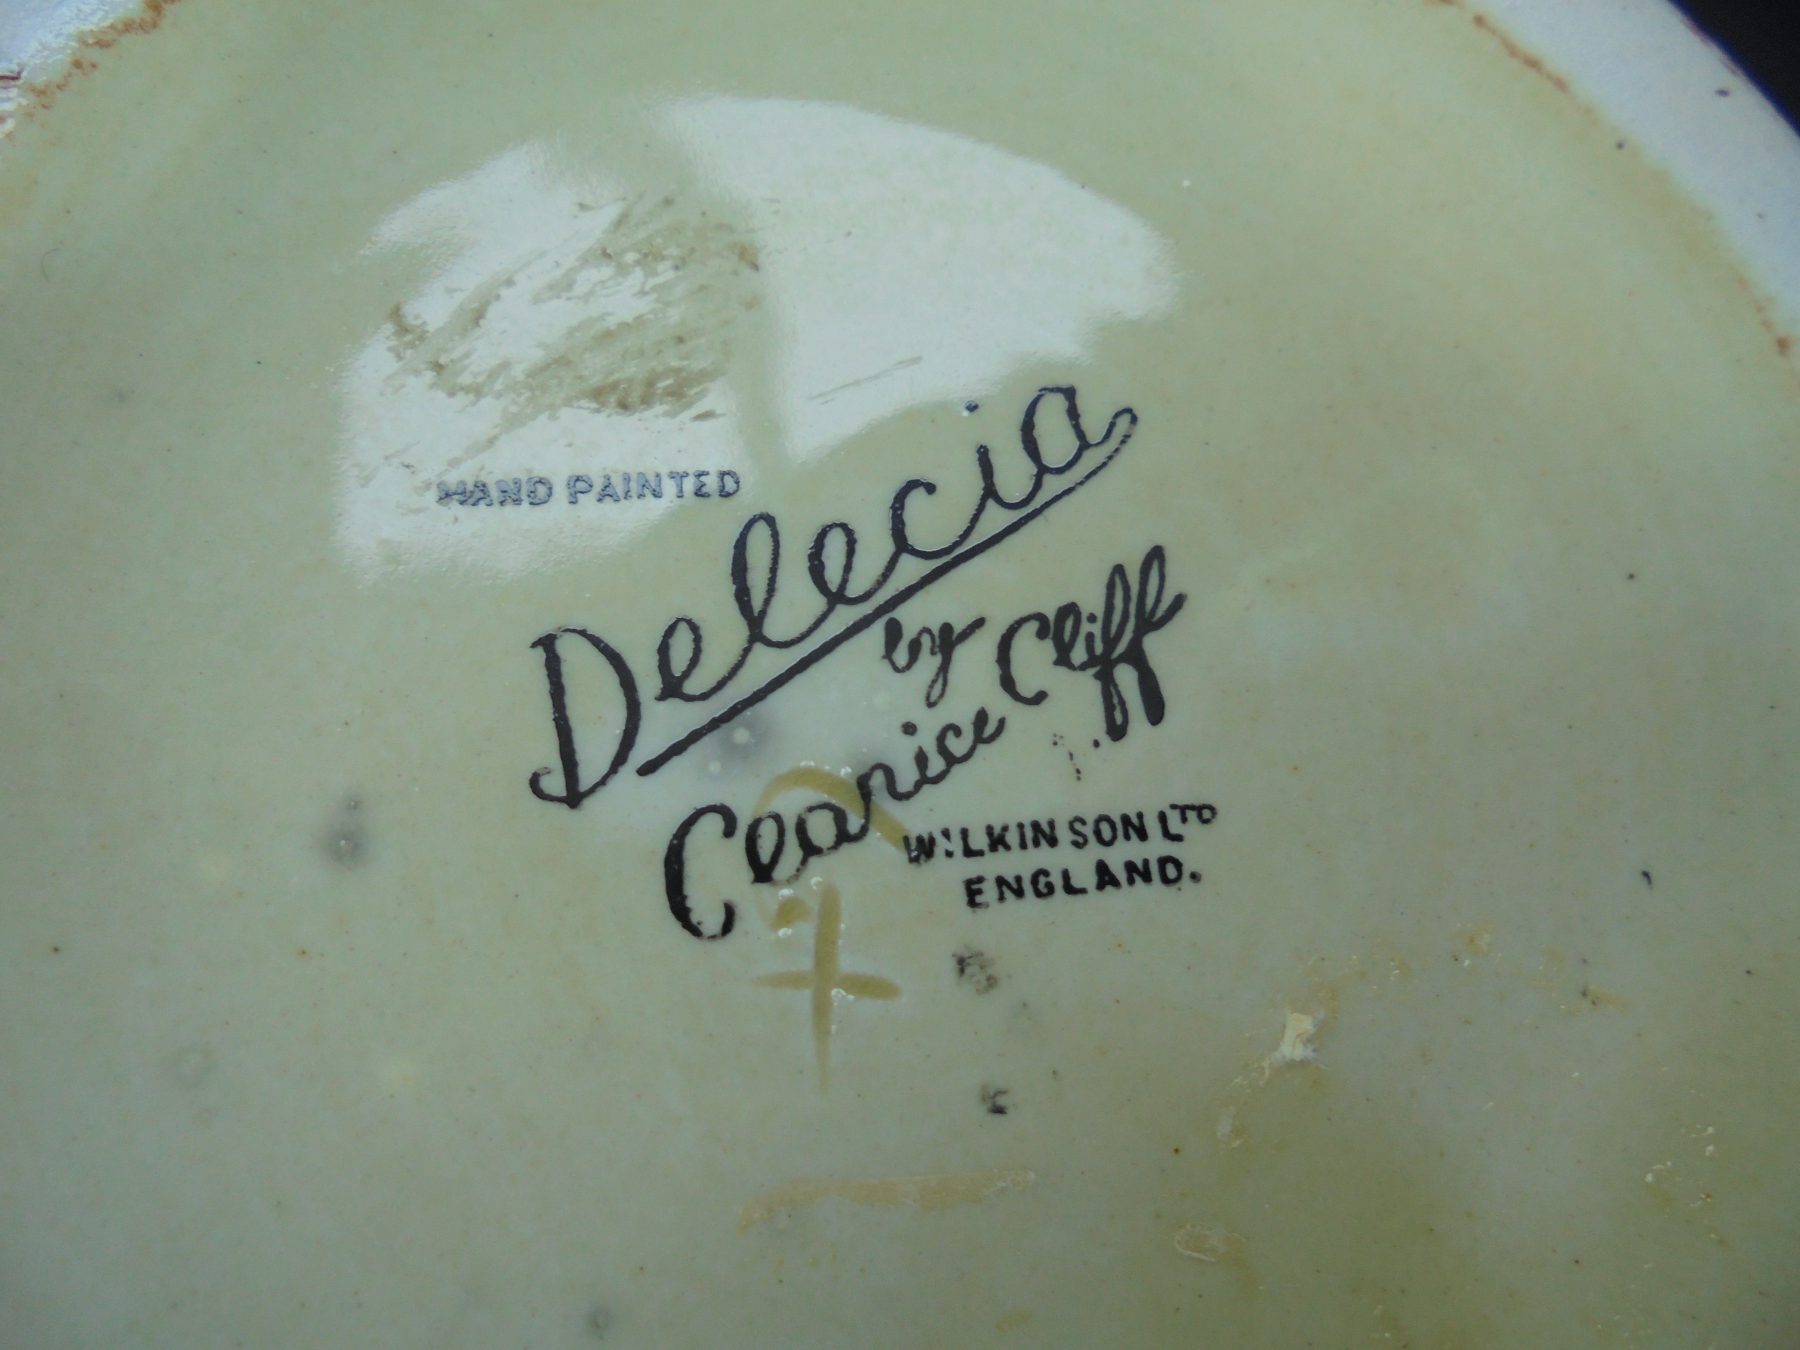 HAND PAINTED
Delecia
by
Clarice Cliff
WILKINSON LTD
ENGLAND.